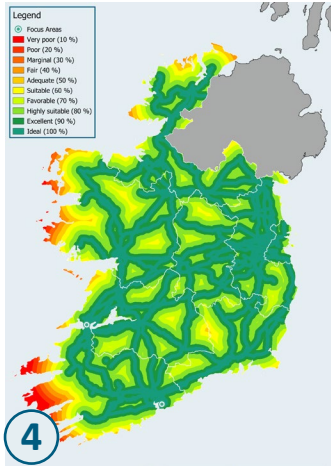 Legend
Focus Areas
Very poor (10 %)
Poor (20 %)
Marginal (30 %)
Fair (40 %)
Adequate (50 %)
Suitable (60 %)
Favorable (70 %)
Highly suitable (80 %)
Excellent (90 %)
Ideal (100 %)
4